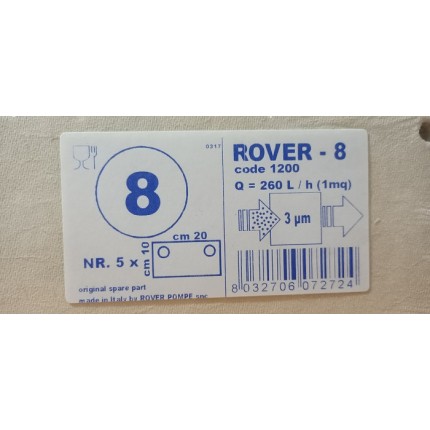 0217
8
NR. 5 x
cm 10
cm 20
original spare part
made in Italy by ROVER POMPE snc
ROVER - 8
code 1200
Q = 260 L / h (1mq)
3 µm
8 032706 072724